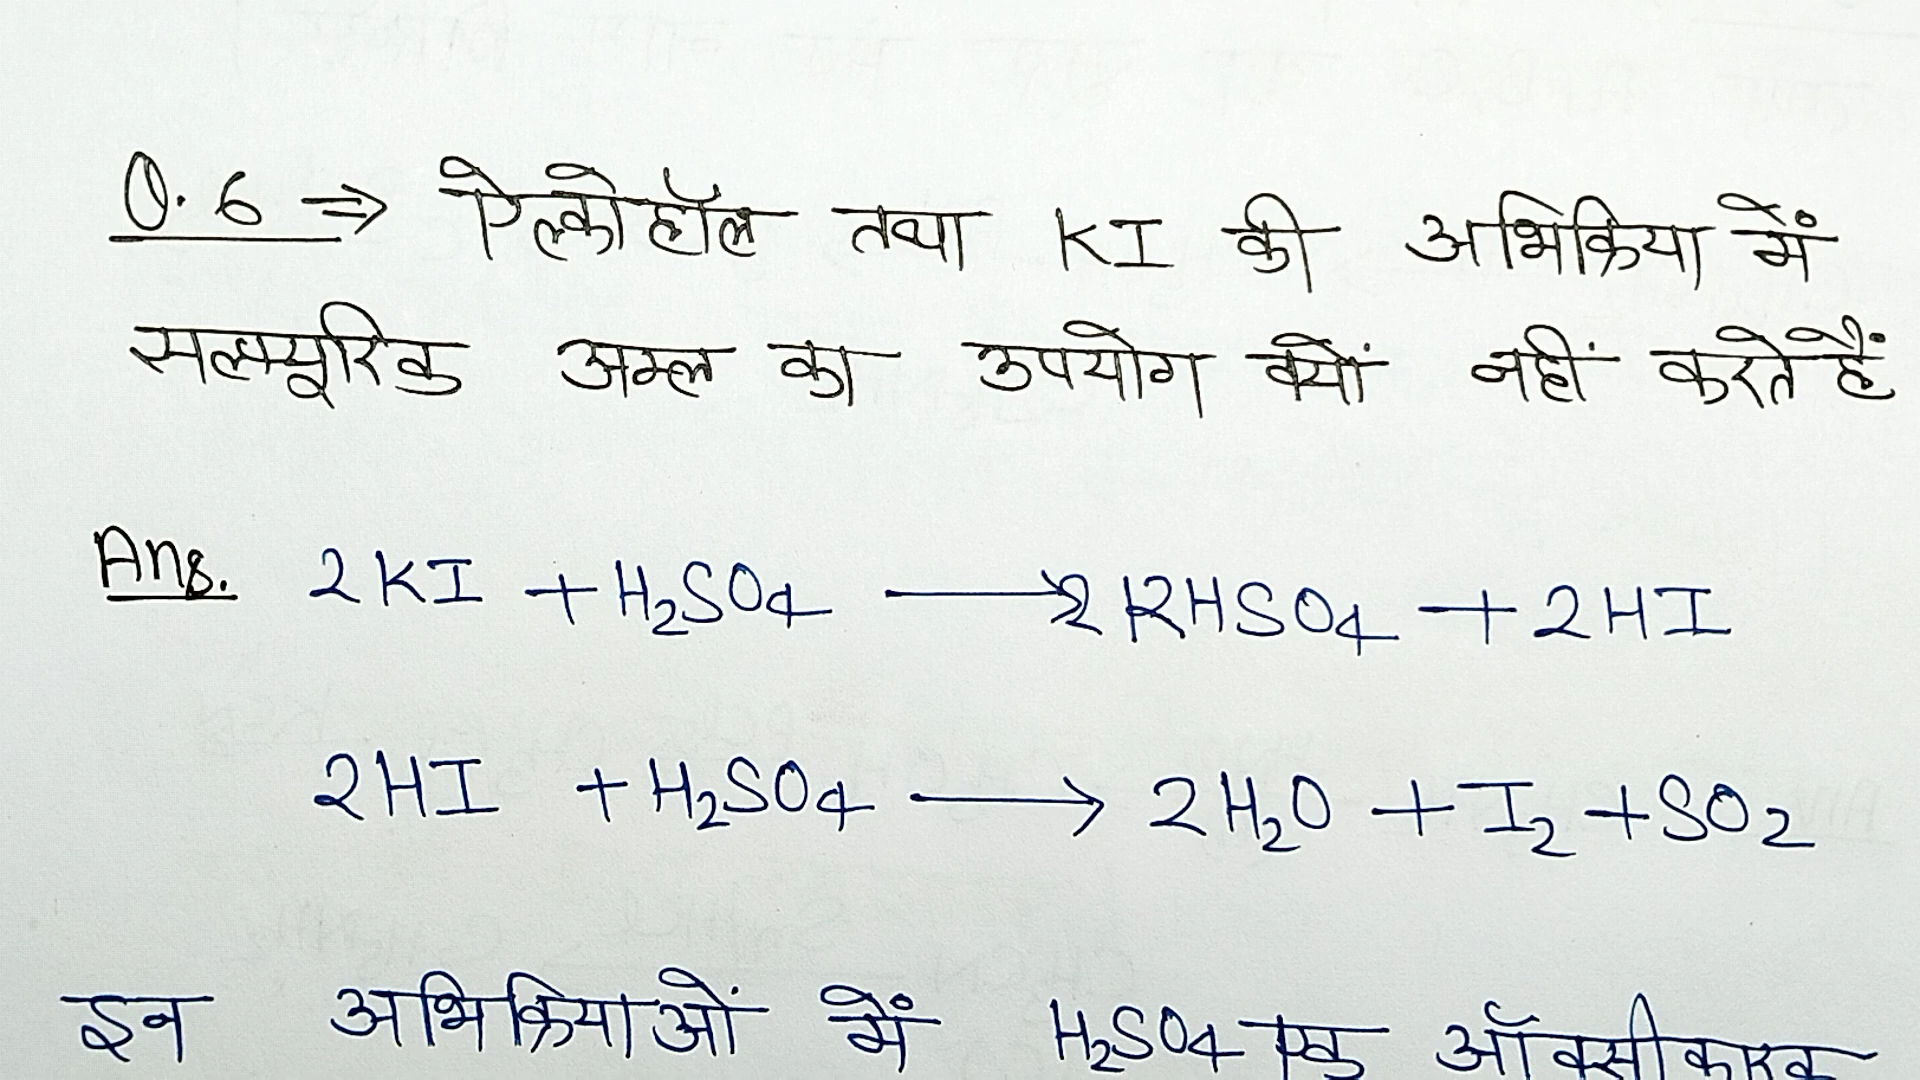 Q. 6 ⇒ ऐल्कोहॉल तथा KI की अभिक्रिया में
सल्फ्यूरिक अम्ल का उपयोग क्यों नहीं करते हैं
Ans. 2KI + H₂SO₄ ⟶ 2KHSO₄ + 2HI
2HI + H₂SO₄ ⟶ 2H₂O + I₂ + SO₂
इन अभिक्रियाओं में H₂SO₄ एक ऑक्सीकारक